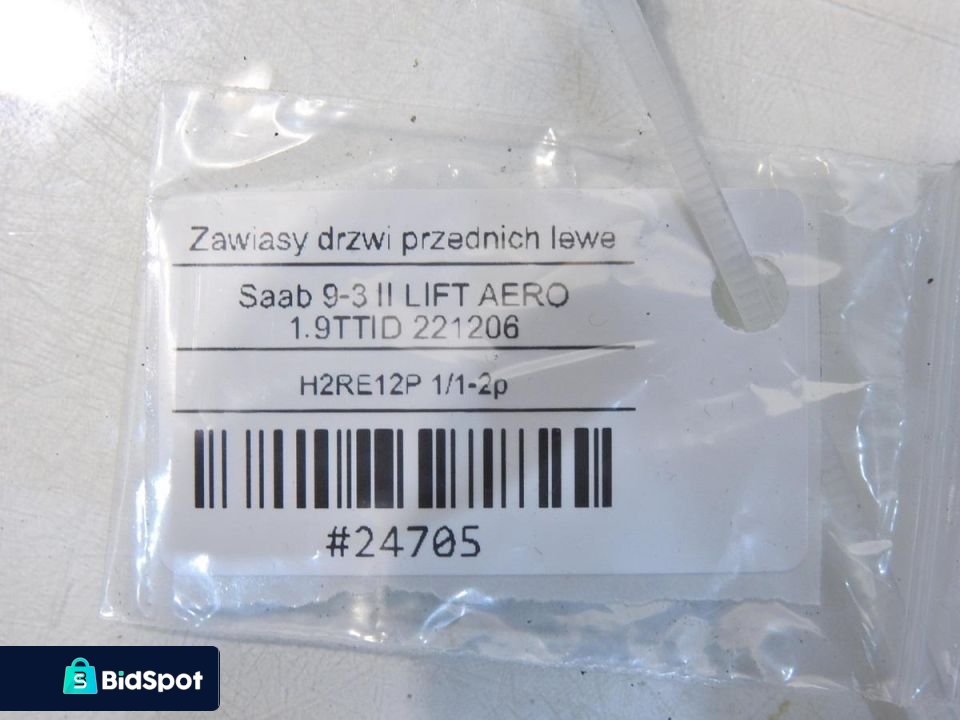 Zawiasy drzwi przednich lewe
Saab 9-3 II LIFT AERO
1.9TTID 221206
H2RE12P 1/1-2p
#24705
BidSpot